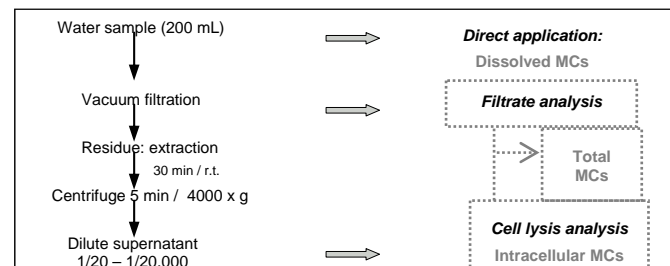 Water sample (200 mL)
Direct application:
Dissolved MCs
Vacuum filtration
Filtrate analysis
Residue: extraction
30 min / r.t.
Total
MCs
Centrifuge 5 min / 4000 x g
Cell lysis analysis
Dilute supernatant
1/20 – 1/20,000
Intracellular MCs